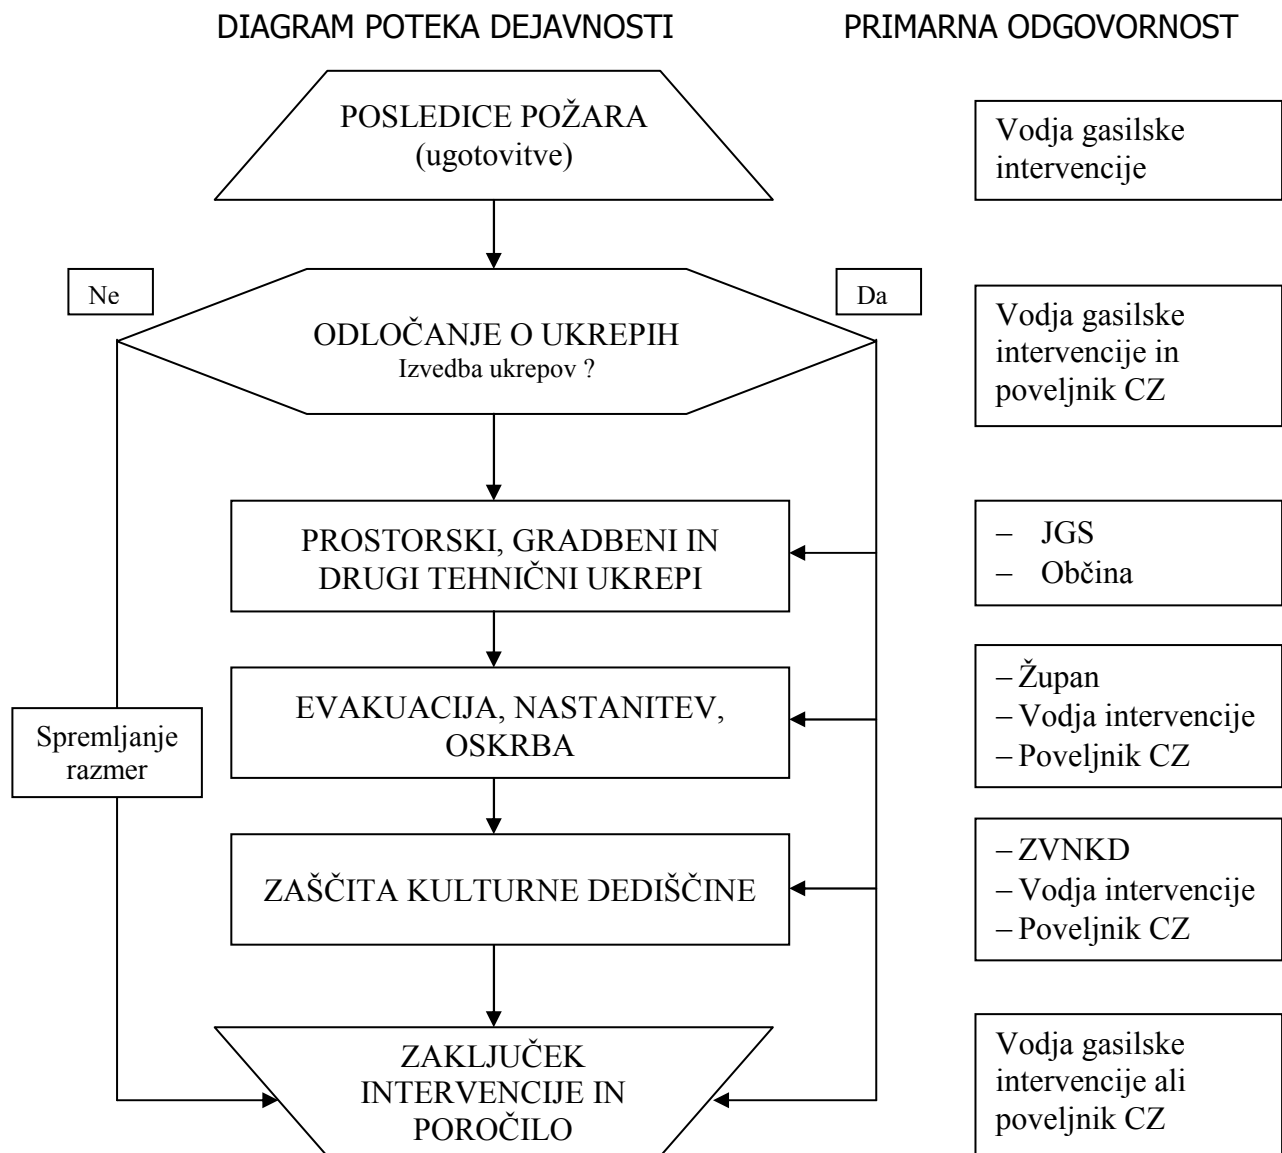 DIAGRAM POTEKA DEJAVNOSTI
PRIMARNA ODGOVORNOST
POSLEDICE POŽARA
(ugotovitve)
Vodja gasilske
intervencije
Ne
Da
ODLOČANJE O UKREPIH
Izvedba ukrepov ?
Vodja gasilske
intervencije in
poveljnik CZ
PROSTORSKI, GRADBENI IN
DRUGI TEHNIČNI UKREPI
– JGS
– Občina
EVAKUACIJA, NASTANITEV,
OSKRBA
– Župan
– Vodja intervencije
– Poveljnik CZ
Spremljanje
razmer
ZAŠČITA KULTURNE DEDIŠČINE
– ZVNKD
– Vodja intervencije
– Poveljnik CZ
ZAKLJUČEK
INTERVENCIJE IN
POROČILO
Vodja gasilske
intervencije ali
poveljnik CZ